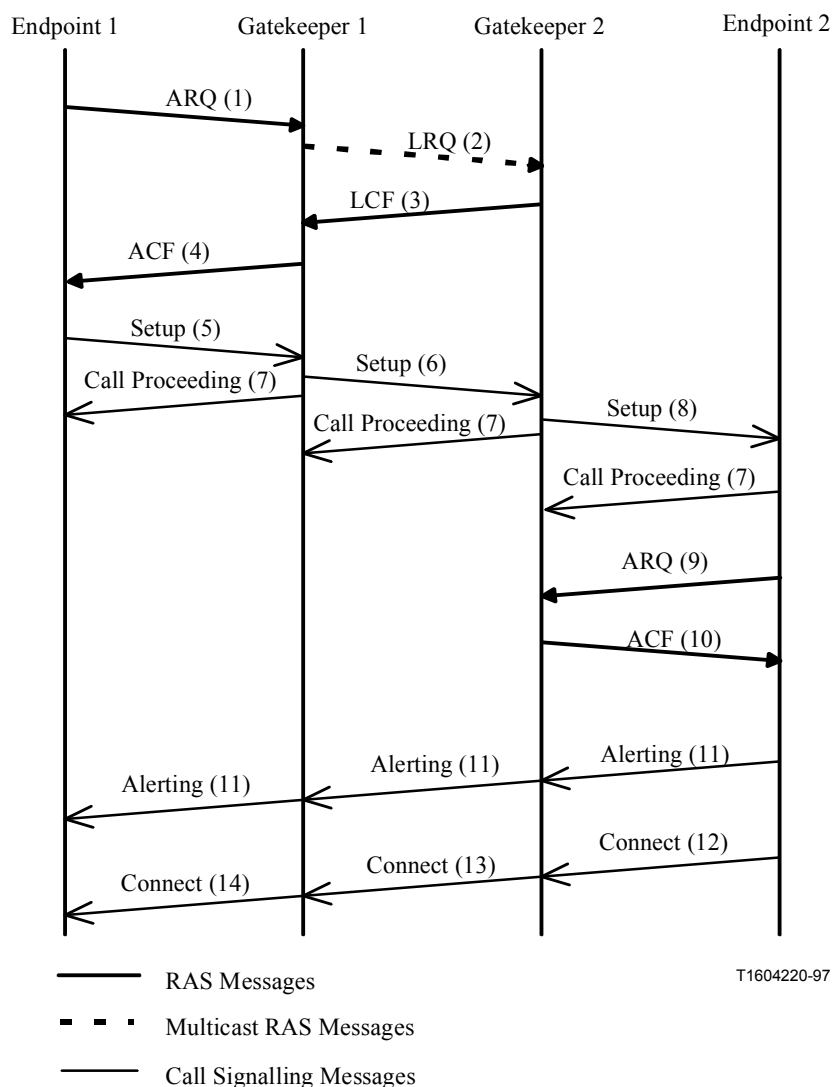 Endpoint 1 Gatekeeper 1 Gatekeeper 2 Endpoint 2
ARQ (1)
LRQ (2)
LCF (3)
ACF (4)
Setup (5)
Setup (6)
Call Proceeding (7)
Setup (8)
Call Proceeding (7)
Call Proceeding (7)
ARQ (9)
ACF (10)
Alerting (11)
Alerting (11)
Alerting (11)
Connect (12)
Connect (13)
Connect (14)
RAS Messages
T1604220-97
Multicast RAS Messages
Call Signalling Messages